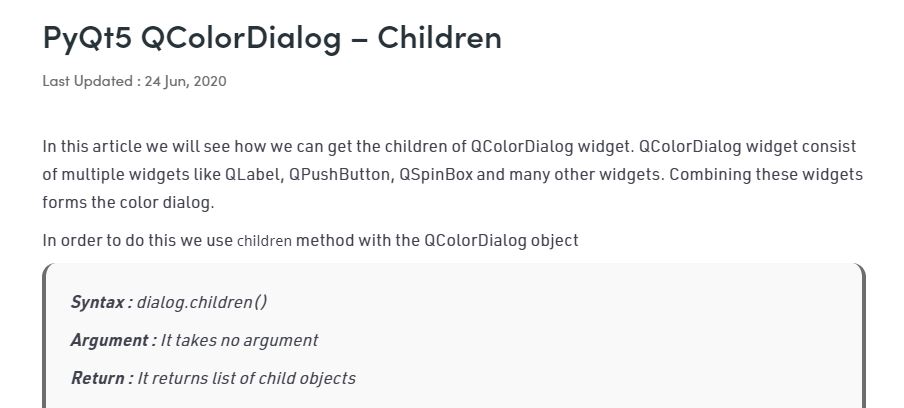 PyQt5 QColorDialog – Children
Last Updated : 24 Jun, 2020
In this article we will see how we can get the children of QColorDialog widget. QColorDialog widget consist
of multiple widgets like QLabel, QPushButton, QSpinBox and many other widgets. Combining these widgets
forms the color dialog.
In order to do this we use children method with the QColorDialog object
Syntax : dialog.children()
Argument : It takes no argument
Return : It returns list of child objects